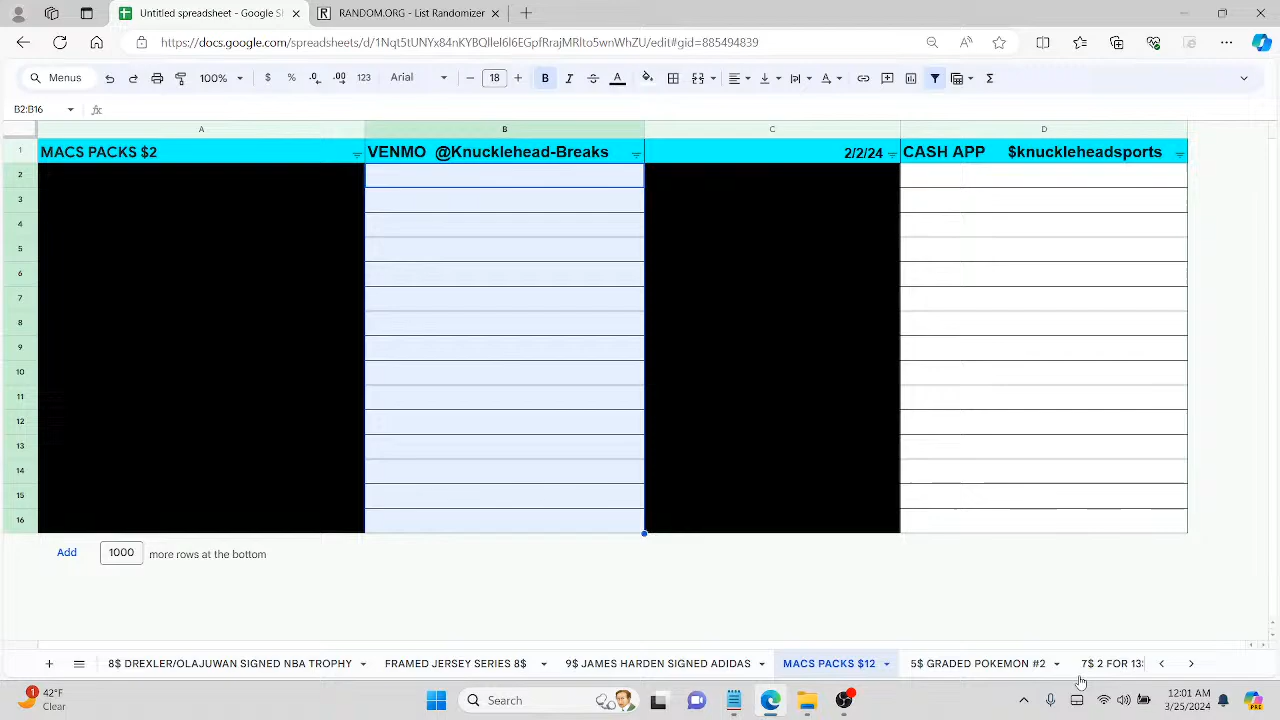 Untitled spreadsheet - Google S
RANDOM.ORG - List Randomizer
https://docs.google.com/spreadsheets/d/1Nqt5tUNYx84nKYBOlloI6l6EGpfRrajMRIto5wnWhZU/edit#gid=885494839
Menus 100% $ % .0 .00 123 Arial 18 B I A
B2:B16 fx
A B C D
1 MACS PACKS $2 VENMO @Knucklehead-Breaks 2/2/24 CASH APP $knuckleheadsports
2
3
4
5
6
7
8
9
10
11
12
13
14
15
16
Add 1000 more rows at the bottom
8$ DREXLER/OLAJUWAN SIGNED NBA TROPHY FRAMED JERSEY SERIES 8$ 9$ JAMES HARDEN SIGNED ADIDAS MACS PACKS $12 5$ GRADED POKEMON #2 7$ 2 FOR 13
1 42°F Search 12:01 AM
Clear 3/25/2024 PRE